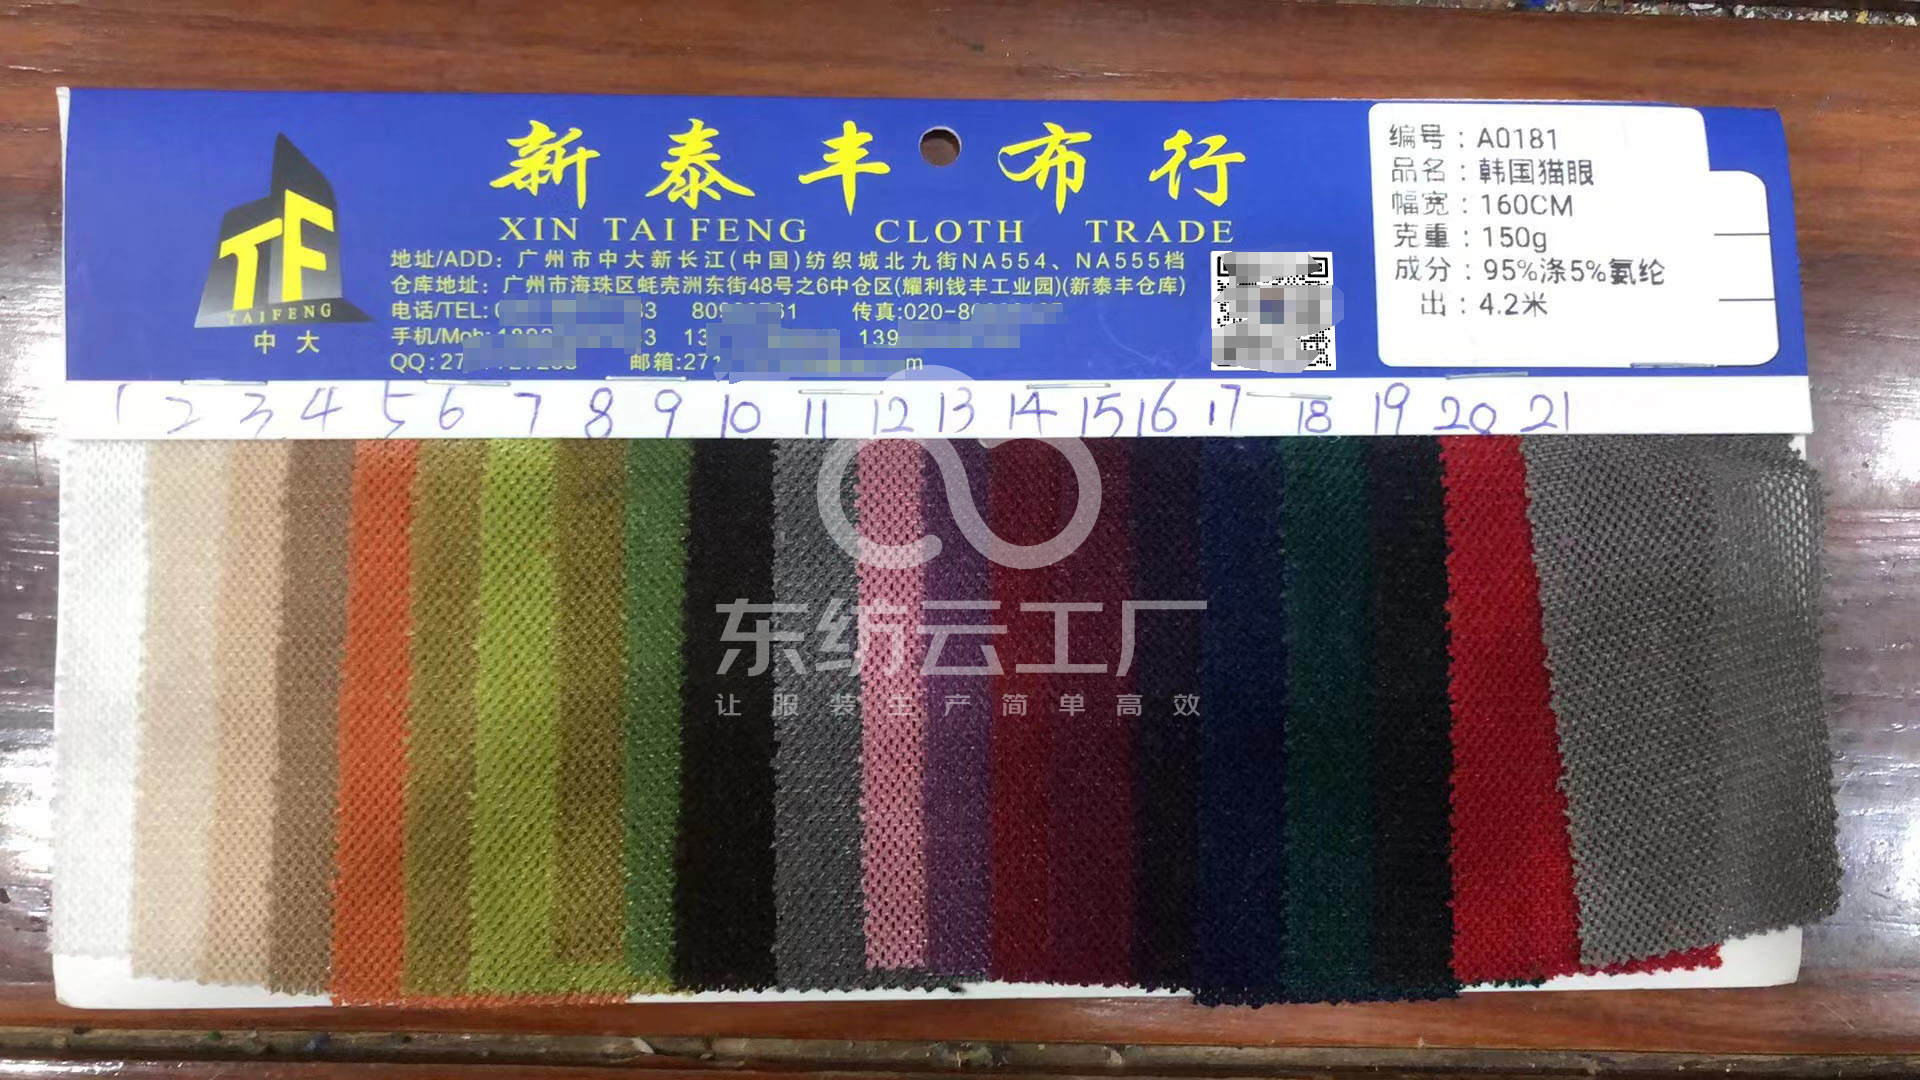 新泰丰布行
XIN TAIFENG CLOTH TRADE
地址/ADD: 广州市中大新长江(中国)纺织城北九街NA554、NA555档
仓库地址: 广州市海珠区蚝壳洲东街48号之6中仓区(耀利钱丰工业园)(新泰丰仓库)
电话/TEL: 传真:020-8
手机/Mob: 139
QQ:27 邮箱:271
TF
TAIFENG
中大
编号:A0181
品名:韩国猫眼
幅宽:160CM
克重:150g
成分:95%涤5%氨纶
出:4.2米
1 2 3 4 5 6 7 8 9 10 11 12 13 14 15 16 17 18 19 20 21
东纺云工厂
让服装生产简单高效